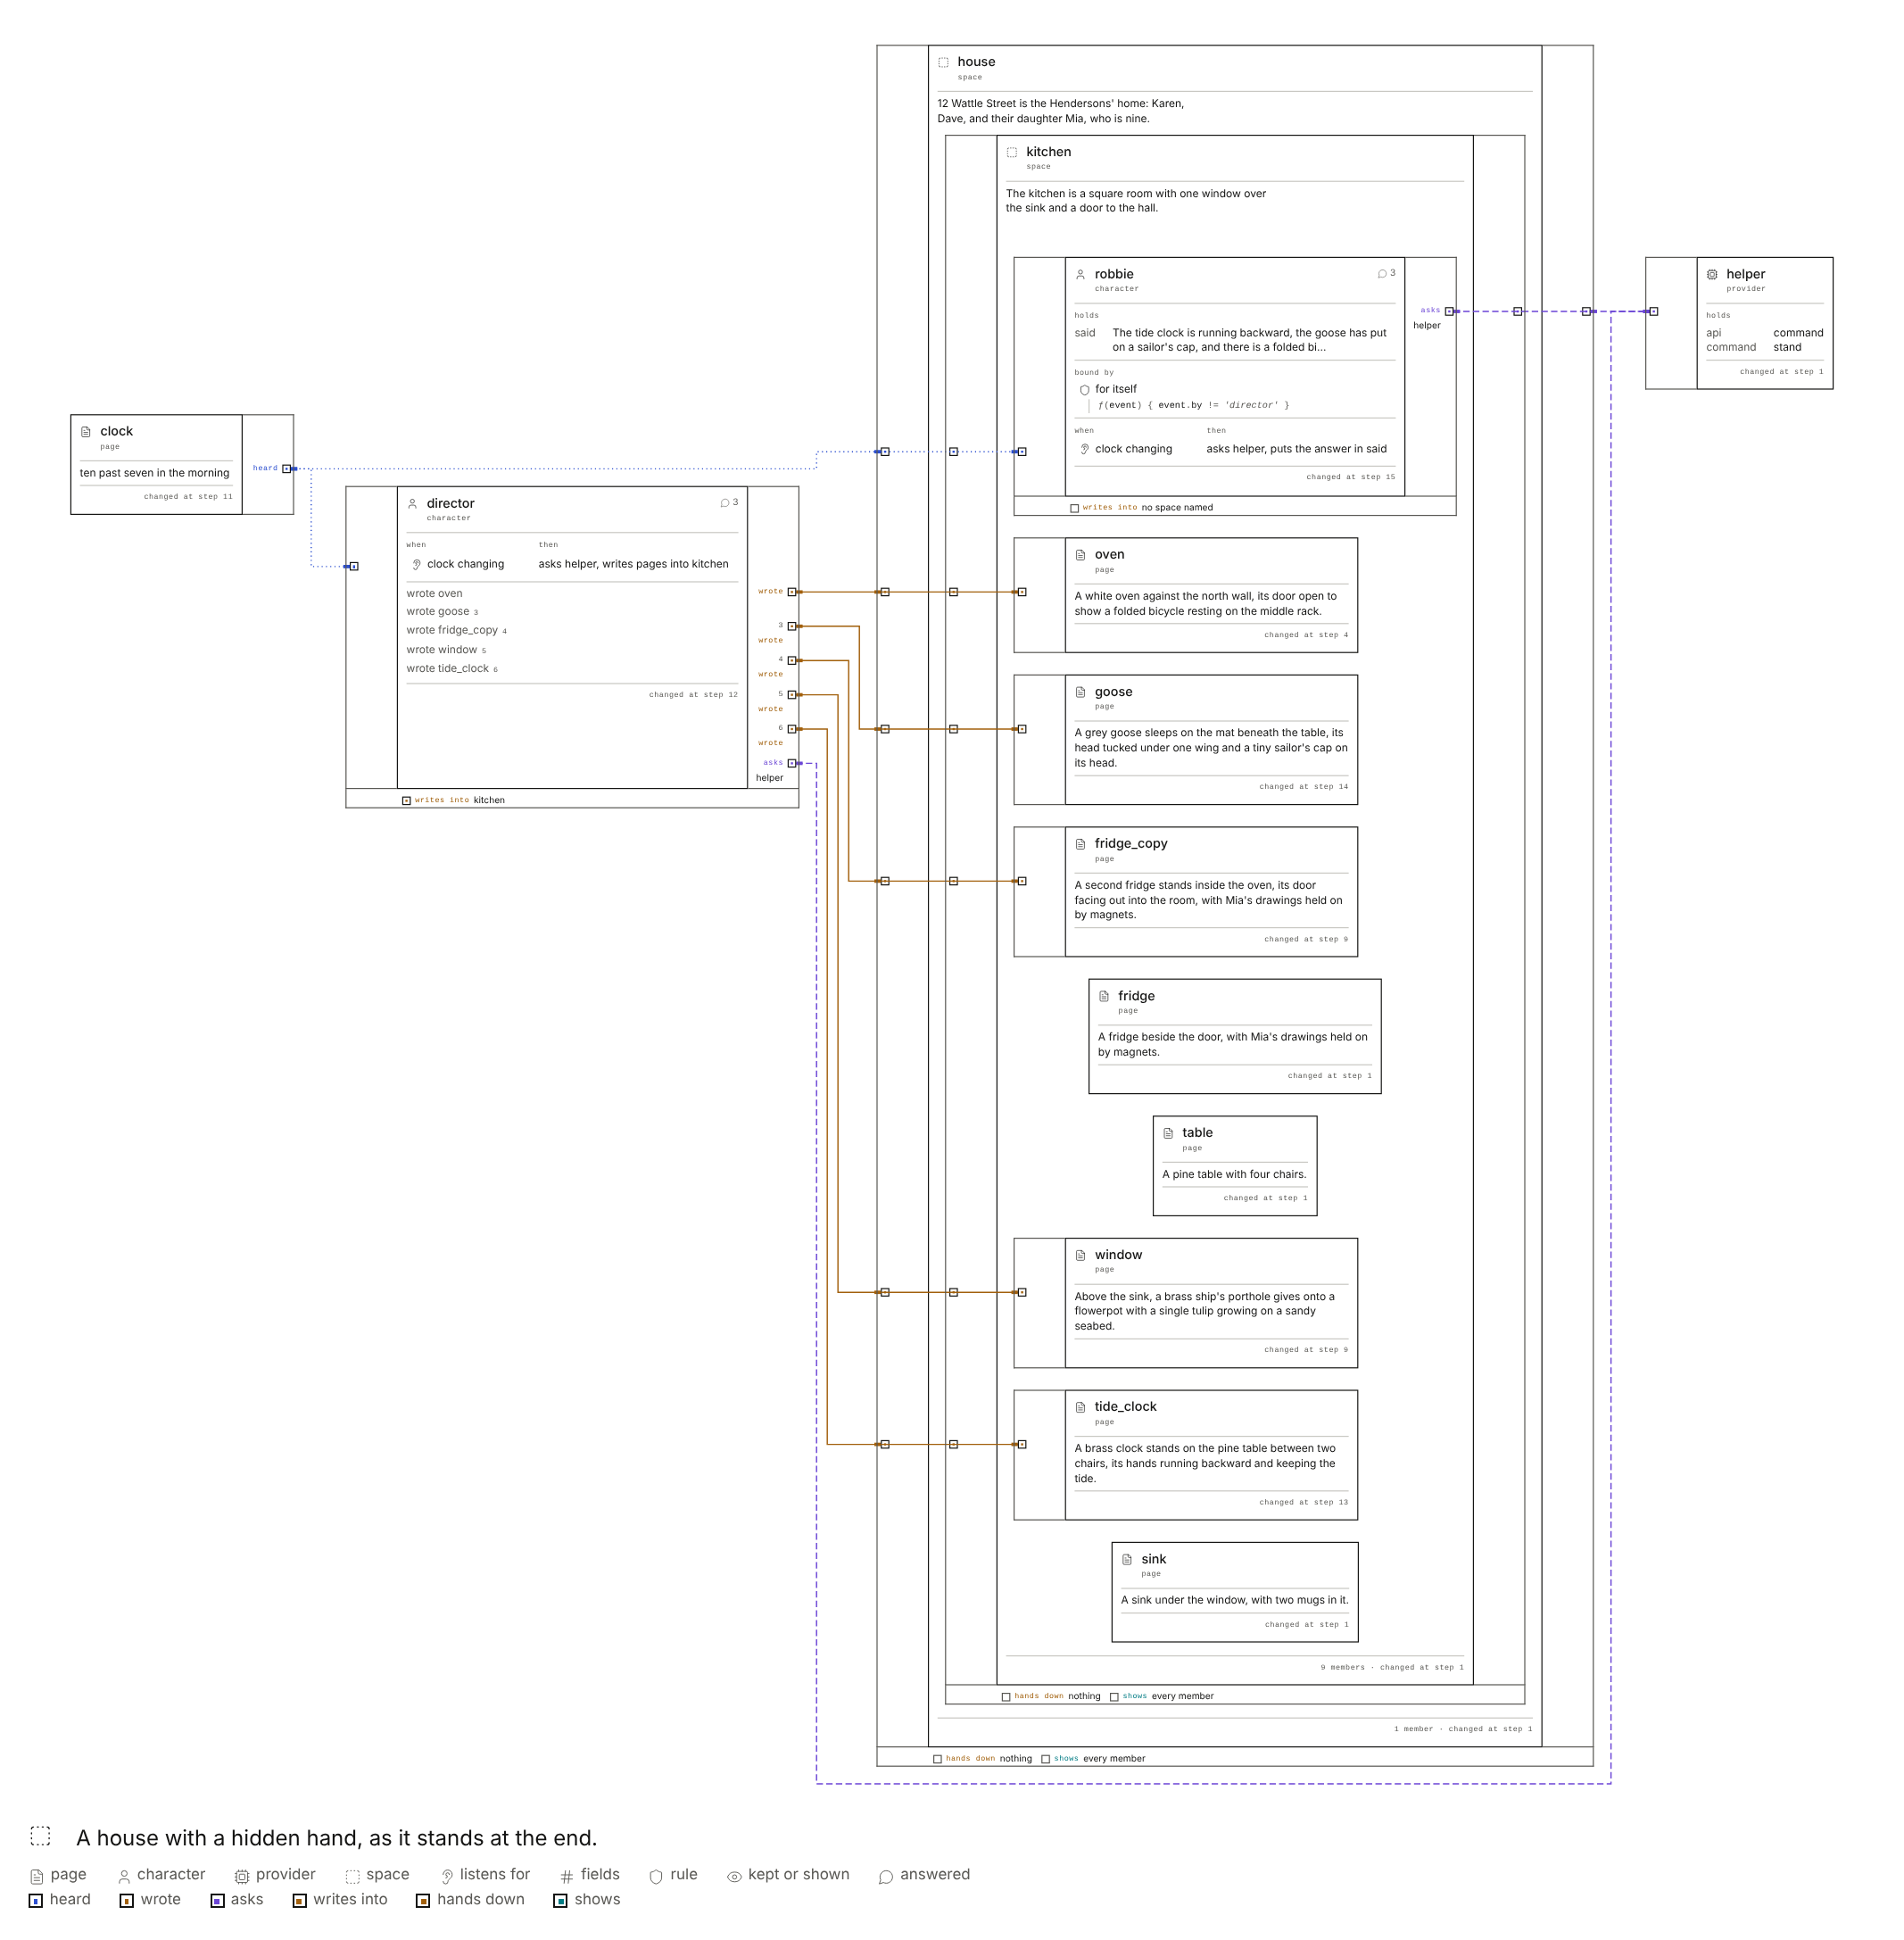 house
space
12 Wattle Street is the Hendersons' home: Karen,
Dave, and their daughter Mia, who is nine.
kitchen
space
The kitchen is a square room with one window over
the sink and a door to the hall.
robbie 3
character
holds
said The tide clock is running backward, the goose has put
on a sailor's cap, and there is a folded bi...
bound by
for itself
ƒ(event) { event.by != 'director' }
when then
clock changing asks helper, puts the answer in said
changed at step 15
asks
helper
writes into no space named
helper
provider
holds
api command
command stand
changed at step 1
clock
page
ten past seven in the morning
changed at step 11
heard
director 3
character
when then
clock changing asks helper, writes pages into kitchen
wrote oven
wrote goose 3
wrote fridge_copy 4
wrote window 5
wrote tide_clock 6
changed at step 12
wrote
3
wrote
4
wrote
5
wrote
6
wrote
asks
helper
writes into kitchen
oven
page
A white oven against the north wall, its door open to
show a folded bicycle resting on the middle rack.
changed at step 4
goose
page
A grey goose sleeps on the mat beneath the table, its
head tucked under one wing and a tiny sailor's cap on
its head.
changed at step 14
fridge_copy
page
A second fridge stands inside the oven, its door
facing out into the room, with Mia's drawings held on
by magnets.
changed at step 9
fridge
page
A fridge beside the door, with Mia's drawings held on
by magnets.
changed at step 1
table
page
A pine table with four chairs.
changed at step 1
window
page
Above the sink, a brass ship's porthole gives onto a
flowerpot with a single tulip growing on a sandy
seabed.
changed at step 9
tide_clock
page
A brass clock stands on the pine table between two
chairs, its hands running backward and keeping the
tide.
changed at step 13
sink
page
A sink under the window, with two mugs in it.
changed at step 1
9 members · changed at step 1
hands down nothing shows every member
1 member · changed at step 1
hands down nothing shows every member
A house with a hidden hand, as it stands at the end.
page character provider space listens for fields rule kept or shown answered
heard wrote asks writes into hands down shows